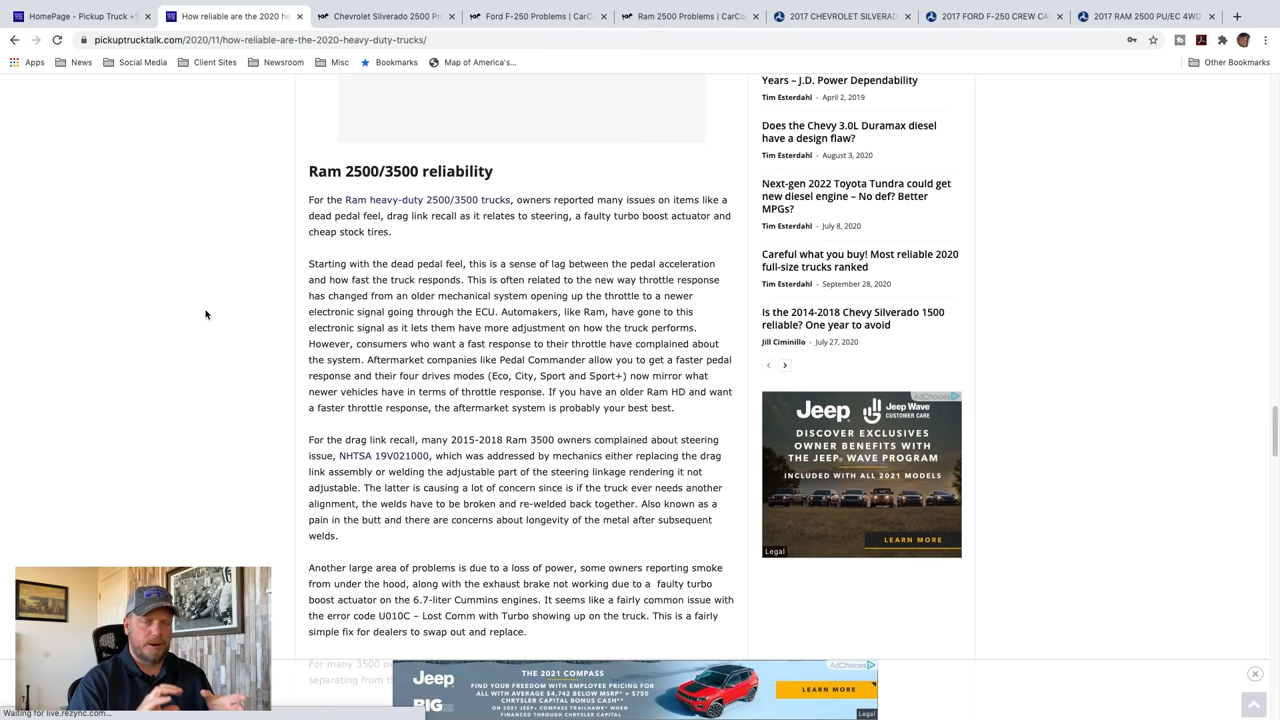 HomePage - Pickup Truck +S
How reliable are the 2020 he
Chevrolet Silverado 2500 Pr
Ford F-250 Problems | CarCo
Ram 2500 Problems | CarCo
2017 CHEVROLET SILVERAD
2017 FORD F-250 CREW CA
2017 RAM 2500 PU/EC 4WD
pickuptrucktalk.com/2020/11/how-reliable-are-the-2020-heavy-duty-trucks/
Apps
News
Social Media
Client Sites
Newsroom
Misc
Bookmarks
Map of America's...
Other Bookmarks
Ram 2500/3500 reliability
For the Ram heavy-duty 2500/3500 trucks, owners reported many issues on items like a
dead pedal feel, drag link recall as it relates to steering, a faulty turbo boost actuator and
cheap stock tires.
Starting with the dead pedal feel, this is a sense of lag between the pedal acceleration
and how fast the truck responds. This is often related to the new way throttle response
has changed from an older mechanical system opening up the throttle to a newer
electronic signal going through the ECU. Automakers, like Ram, have gone to this
electronic signal as it lets them have more adjustment on how the truck performs.
However, consumers who want a fast response to their throttle have complained about
the system. Aftermarket companies like Pedal Commander allow you to get a faster pedal
response and their four drives modes (Eco, City, Sport and Sport+) now mirror what
newer vehicles have in terms of throttle response. If you have an older Ram HD and want
a faster throttle response, the aftermarket system is probably your best best.
For the drag link recall, many 2015-2018 Ram 3500 owners complained about steering
issue, NHTSA 19V021000, which was addressed by mechanics either replacing the drag
link assembly or welding the adjustable part of the steering linkage rendering it not
adjustable. The latter is causing a lot of concern since is if the truck ever needs another
alignment, the welds have to be broken and re-welded back together. Also known as a
pain in the butt and there are concerns about longevity of the metal after subsequent
welds.
Another large area of problems is due to a loss of power, some owners reporting smoke
from under the hood, along with the exhaust brake not working due to a faulty turbo
boost actuator on the 6.7-liter Cummins engines. It seems like a fairly common issue with
the error code U010C – Lost Comm with Turbo showing up on the truck. This is a fairly
simple fix for dealers to swap out and replace.
For many 3500 ow
separating from t
Years – J.D. Power Dependability
Tim Esterdahl - April 2, 2019
Does the Chevy 3.0L Duramax diesel
have a design flaw?
Tim Esterdahl - August 3, 2020
Next-gen 2022 Toyota Tundra could get
new diesel engine – No def? Better
MPGs?
Tim Esterdahl - July 8, 2020
Careful what you buy! Most reliable 2020
full-size trucks ranked
Tim Esterdahl - September 28, 2020
Is the 2014-2018 Chevy Silverado 1500
reliable? One year to avoid
Jill Ciminillo - July 27, 2020
AdChoices
Jeep
Jeep Wave
CUSTOMER CARE
DISCOVER EXCLUSIVES
OWNER BENEFITS WITH
THE JEEP WAVE PROGRAM
INCLUDED WITH ALL 2021 MODELS
LEARN MORE
Legal
AdChoices
Jeep
BIG
THE 2021 COMPASS
FIND YOUR FREEDOM WITH EMPLOYEE PRICING FOR
ALL WITH AVERAGE $4,742 BELOW MSRP + $750
CHRYSLER CAPITAL BONUS CASH
ON 2021 JEEP COMPASS TRAILHAWK WHEN
FINANCED THROUGH CHRYSLER CAPITAL
LEARN MORE
Legal
Waiting for live.rezync.com...